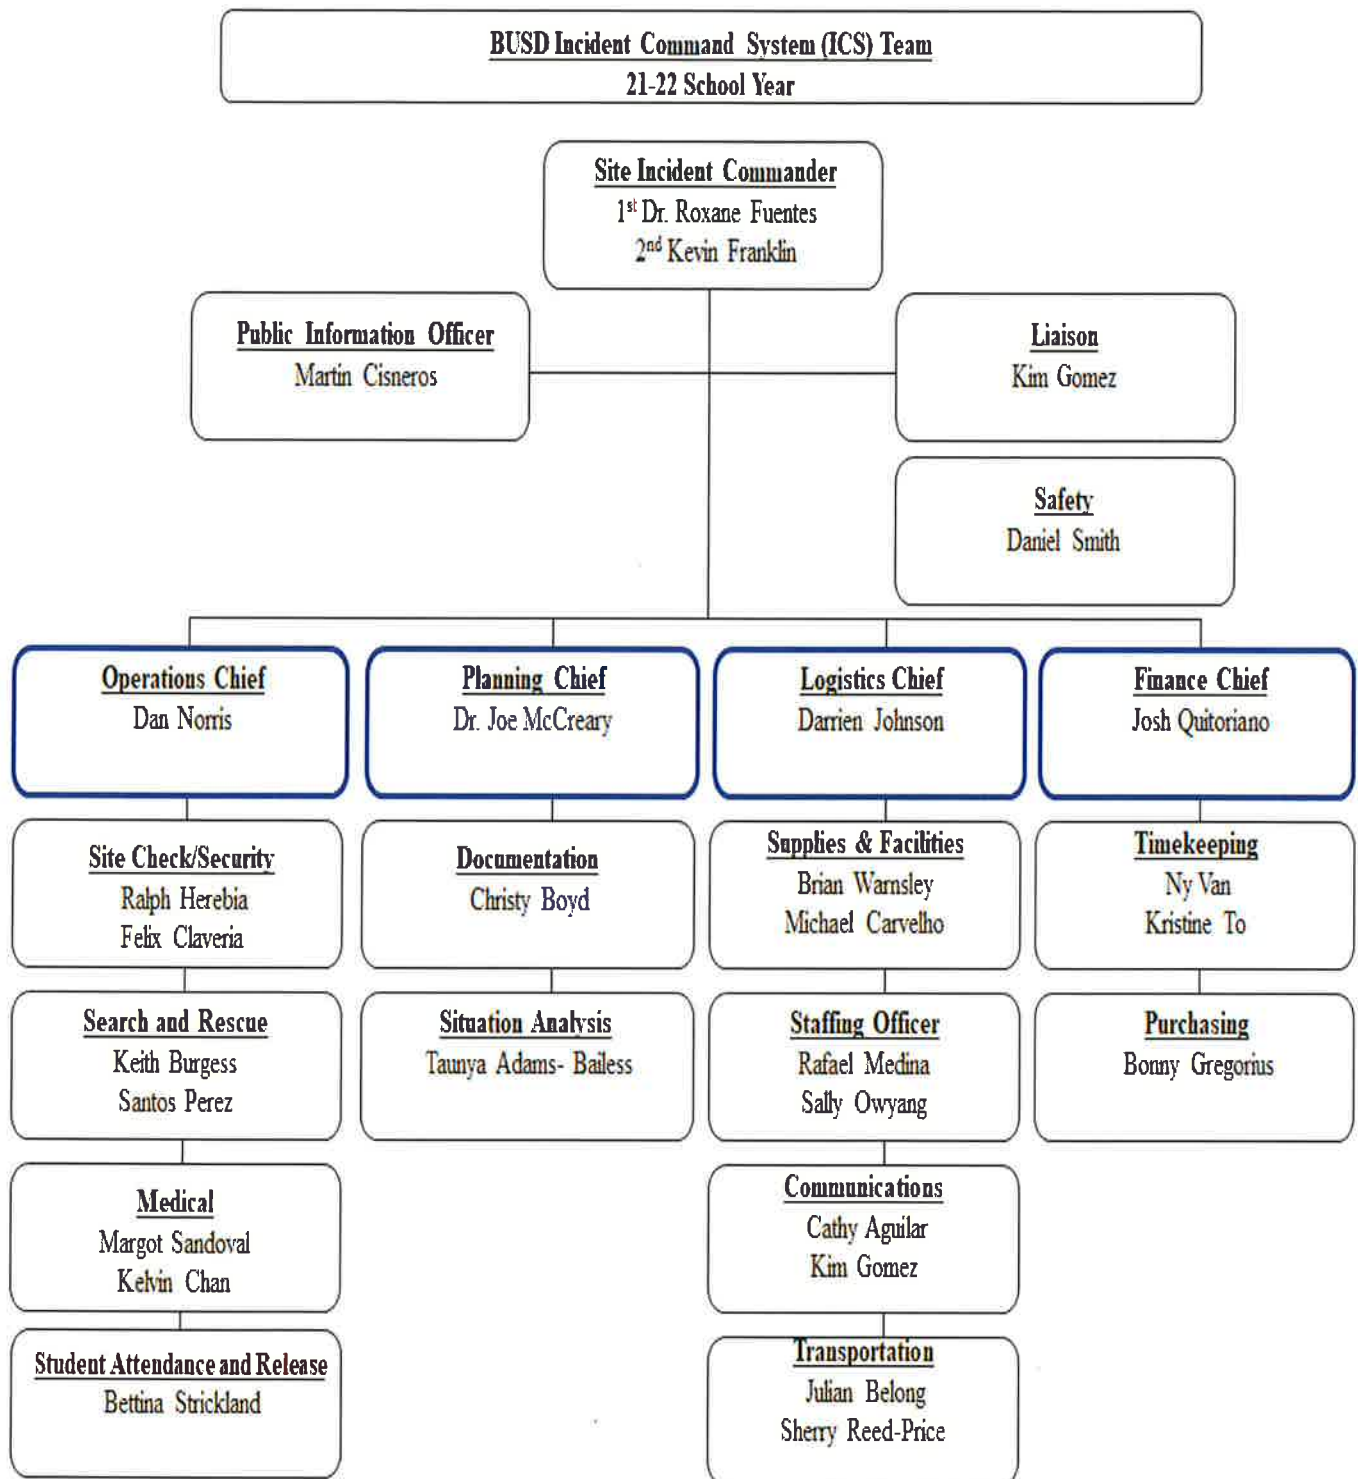 BUSD Incident Command System (ICS) Team
21-22 School Year
Site Incident Commander
1st Dr. Roxane Fuentes
2nd Kevin Franklin
Public Information Officer
Martin Cisneros
Liaison
Kim Gomez
Safety
Daniel Smith
Operations Chief
Dan Norris
Planning Chief
Dr. Joe McCreary
Logistics Chief
Darrien Johnson
Finance Chief
Josh Quitoriano
Site Check/Security
Ralph Herebia
Felix Claveria
Documentation
Christy Boyd
Supplies & Facilities
Brian Warnsley
Michael Carvelho
Timekeeping
Ny Van
Kristine To
Search and Rescue
Keith Burgess
Santos Perez
Situation Analysis
Taunya Adams- Bailess
Staffing Officer
Rafael Medina
Sally Owyang
Purchasing
Bonny Gregorius
Medical
Margot Sandoval
Kelvin Chan
Communications
Cathy Aguilar
Kim Gomez
Student Attendance and Release
Bettina Strickland
Transportation
Julian Belong
Sherry Reed-Price